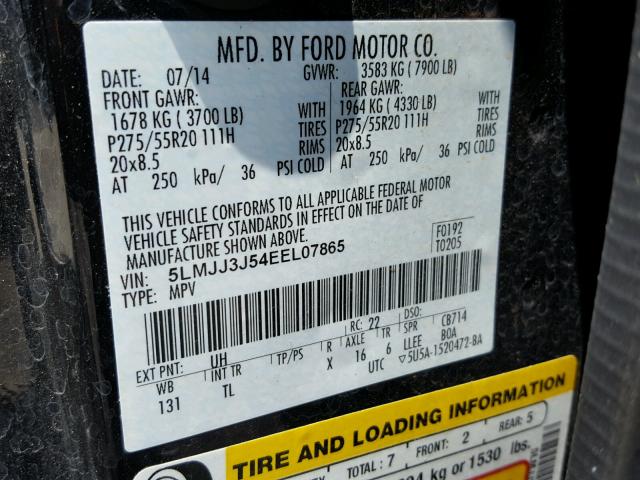 MFD. BY FORD MOTOR CO.
DATE: 07/14 GVWR: 3583 KG (7900 LB)
FRONT GAWR: REAR GAWR:
1678 KG (3700 LB) WITH 1964 KG (4330 LB) WITH
P275/55R20 111H TIRES P275/55R20 111H TIRES
20x8.5 RIMS 20x8.5 RIMS
AT 250 kPa/ 36 PSI COLD AT 250 kPa/ 36 PSI COLD
THIS VEHICLE CONFORMS TO ALL APPLICABLE FEDERAL MOTOR
VEHICLE SAFETY STANDARDS IN EFFECT ON THE DATE OF
MANUFACTURE SHOWN ABOVE. F0192
VIN: 5LMJJ3J54EEL07865 T0205
TYPE: MPV
EXT PNT: UH RC: 22 DSO: CB714
WB INT TR TP/PS R AXLE TR SPR BOA
131 TL X 16 6 LLEE
UTC ▽5U5A-1520472-BA
TIRE AND LOADING INFORMATION
TOTAL: 7 FRONT: 2 REAR: 5
kg or 1530 lbs.